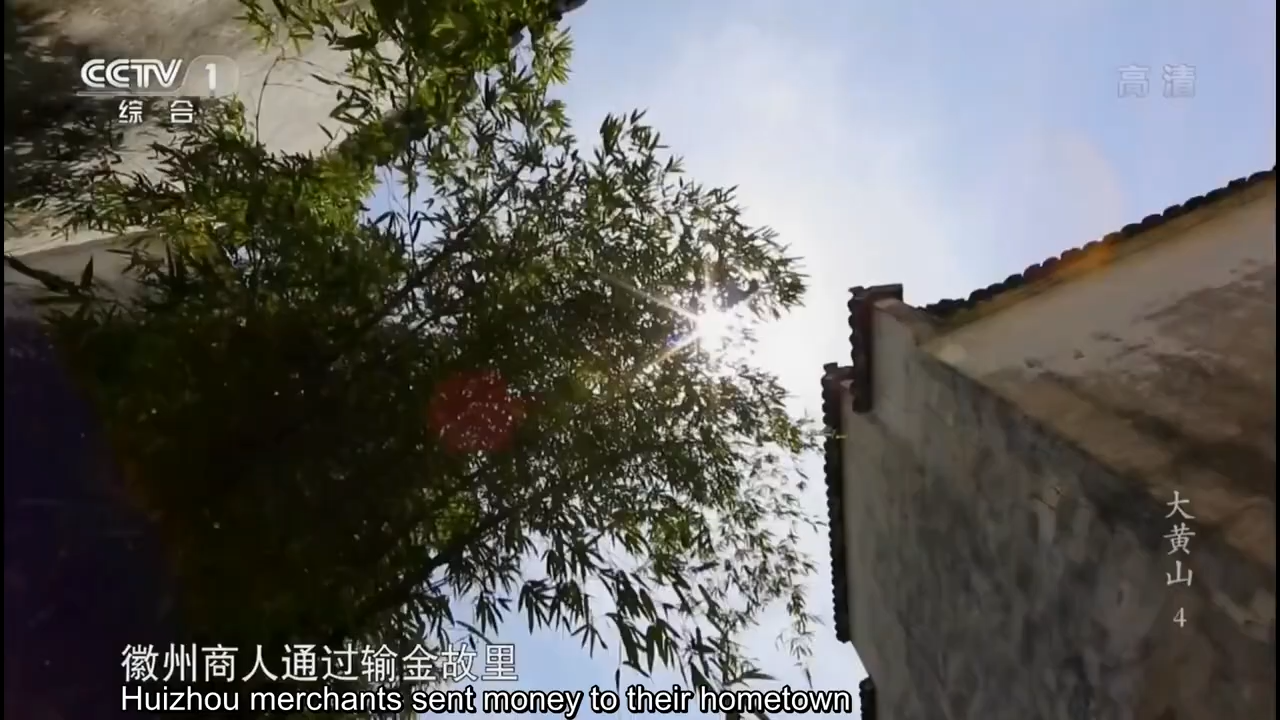 CCTV 1
综合
高清
大黄山 4
徽州商人通过输金故里
Huizhou merchants sent money to their hometown